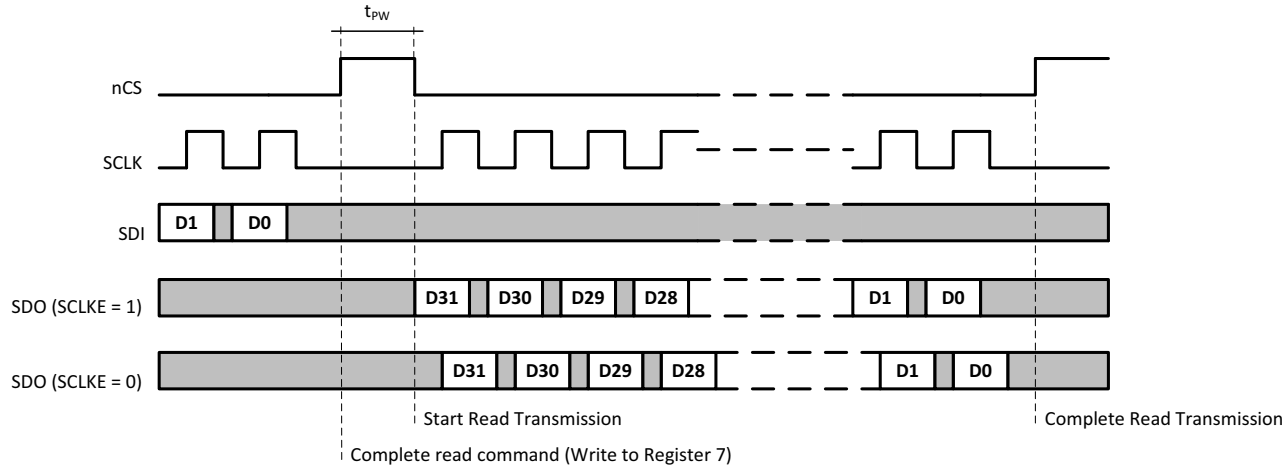 tPW
nCS
SCLK
D1 D0
SDI
SDO (SCLKE = 1) D31 D30 D29 D28 D1 D0
SDO (SCLKE = 0) D31 D30 D29 D28 D1 D0
Start Read Transmission Complete Read Transmission
Complete read command (Write to Register 7)